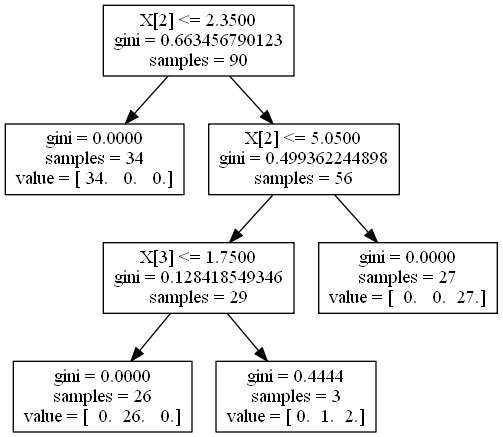 X[2] <= 2.3500
gini = 0.663456790123
samples = 90
gini = 0.0000
samples = 34
value = [ 34. 0. 0.]
X[2] <= 5.0500
gini = 0.499362244898
samples = 56
X[3] <= 1.7500
gini = 0.128418549346
samples = 29
gini = 0.0000
samples = 27
value = [ 0. 0. 27.]
gini = 0.0000
samples = 26
value = [ 0. 26. 0.]
gini = 0.4444
samples = 3
value = [ 0. 1. 2.]